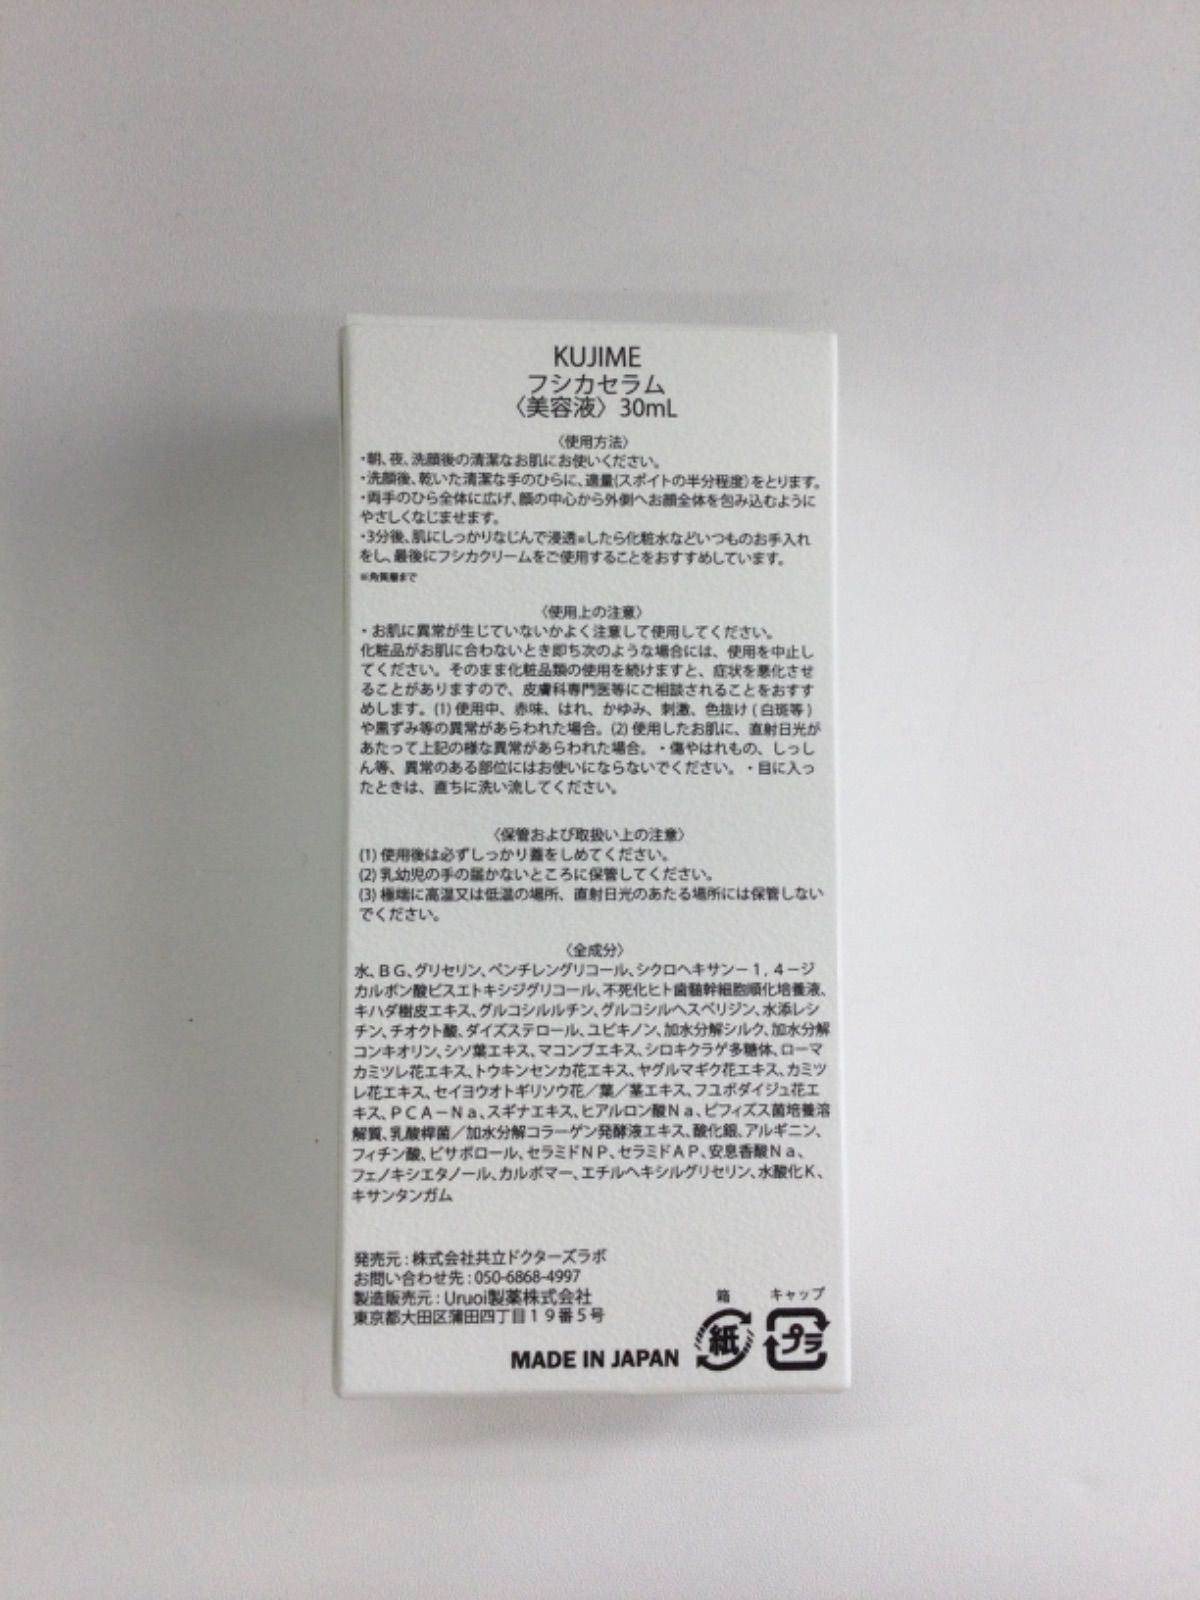 KUJIME
フシカセラム
〈美容液〉30mL
〈使用方法〉
・朝、夜、洗顔後の清潔なお肌にお使いください。
・洗顔後、乾いた清潔な手のひらに、適量(スポイトの半分程度)をとります。
・両手のひら全体に広げ、顔の中心から外側へお顔全体を包み込むように
やさしくなじませます。
・3分後、肌にしっかりなじんで浸透※したら化粧水などいつものお手入れ
をし、最後にフシカクリームをご使用することをおすすめしています。
※角質層まで
〈使用上の注意〉
・お肌に異常が生じていないかよく注意して使用してください。
化粧品がお肌に合わないとき即ち次のような場合には、使用を中止し
てください。そのまま化粧品類の使用を続けますと、症状を悪化させ
ることがありますので、皮膚科専門医等にご相談されることをおすす
めします。(1) 使用中、赤味、はれ、かゆみ、刺激、色抜け ( 白斑等 )
や黒ずみ等の異常があらわれた場合。(2) 使用したお肌に、直射日光が
あたって上記の様な異常があらわれた場合。・傷やはれもの、しっし
ん等、異常のある部位にはお使いにならないでください。・目に入っ
たときは、直ちに洗い流してください。
〈保管および取扱い上の注意〉
(1) 使用後は必ずしっかり蓋をしめてください。
(2) 乳幼児の手の届かないところに保管してください。
(3) 極端に高温又は低温の場所、直射日光のあたる場所には保管しない
でください。
〈全成分〉
水、ＢＧ、グリセリン、ペンチレングリコール、シクロヘキサン－１，４－ジ
カルボン酸ビスエトキシジグリコール、不死化ヒト歯髄幹細胞順化培養液、
キハダ樹皮エキス、グルコシルルチン、グルコシルヘスペリジン、水添レシ
チン、チオクト酸、ダイズステロール、ユビキノン、加水分解シルク、加水分解
コンキオリン、シソ葉エキス、マコンブエキス、シロキクラゲ多糖体、ローマ
カミツレ花エキス、トウキンセンカ花エキス、ヤグルマギク花エキス、カミツ
レ花エキス、セイヨウオトギリソウ花／葉／茎エキス、フユボダイジュ花エ
キス、ＰＣＡ－Ｎａ、スギナエキス、ヒアルロン酸Ｎａ、ビフィズス菌培養溶
解質、乳酸桿菌／加水分解コラーゲン発酵液エキス、酸化銀、アルギニン、
フィチン酸、ビサボロール、セラミドＮＰ、セラミドＡＰ、安息香酸Ｎａ、
フェノキシエタノール、カルボマー、エチルヘキシルグリセリン、水酸化Ｋ、
キサンタンガム
発売元：株式会社共立ドクターズラボ
お問い合わせ先：050-6868-4997
製造販売元：Uruoi製薬株式会社
東京都大田区蒲田四丁目１９番５号
MADE IN JAPAN
箱
紙
キャップ
プラ